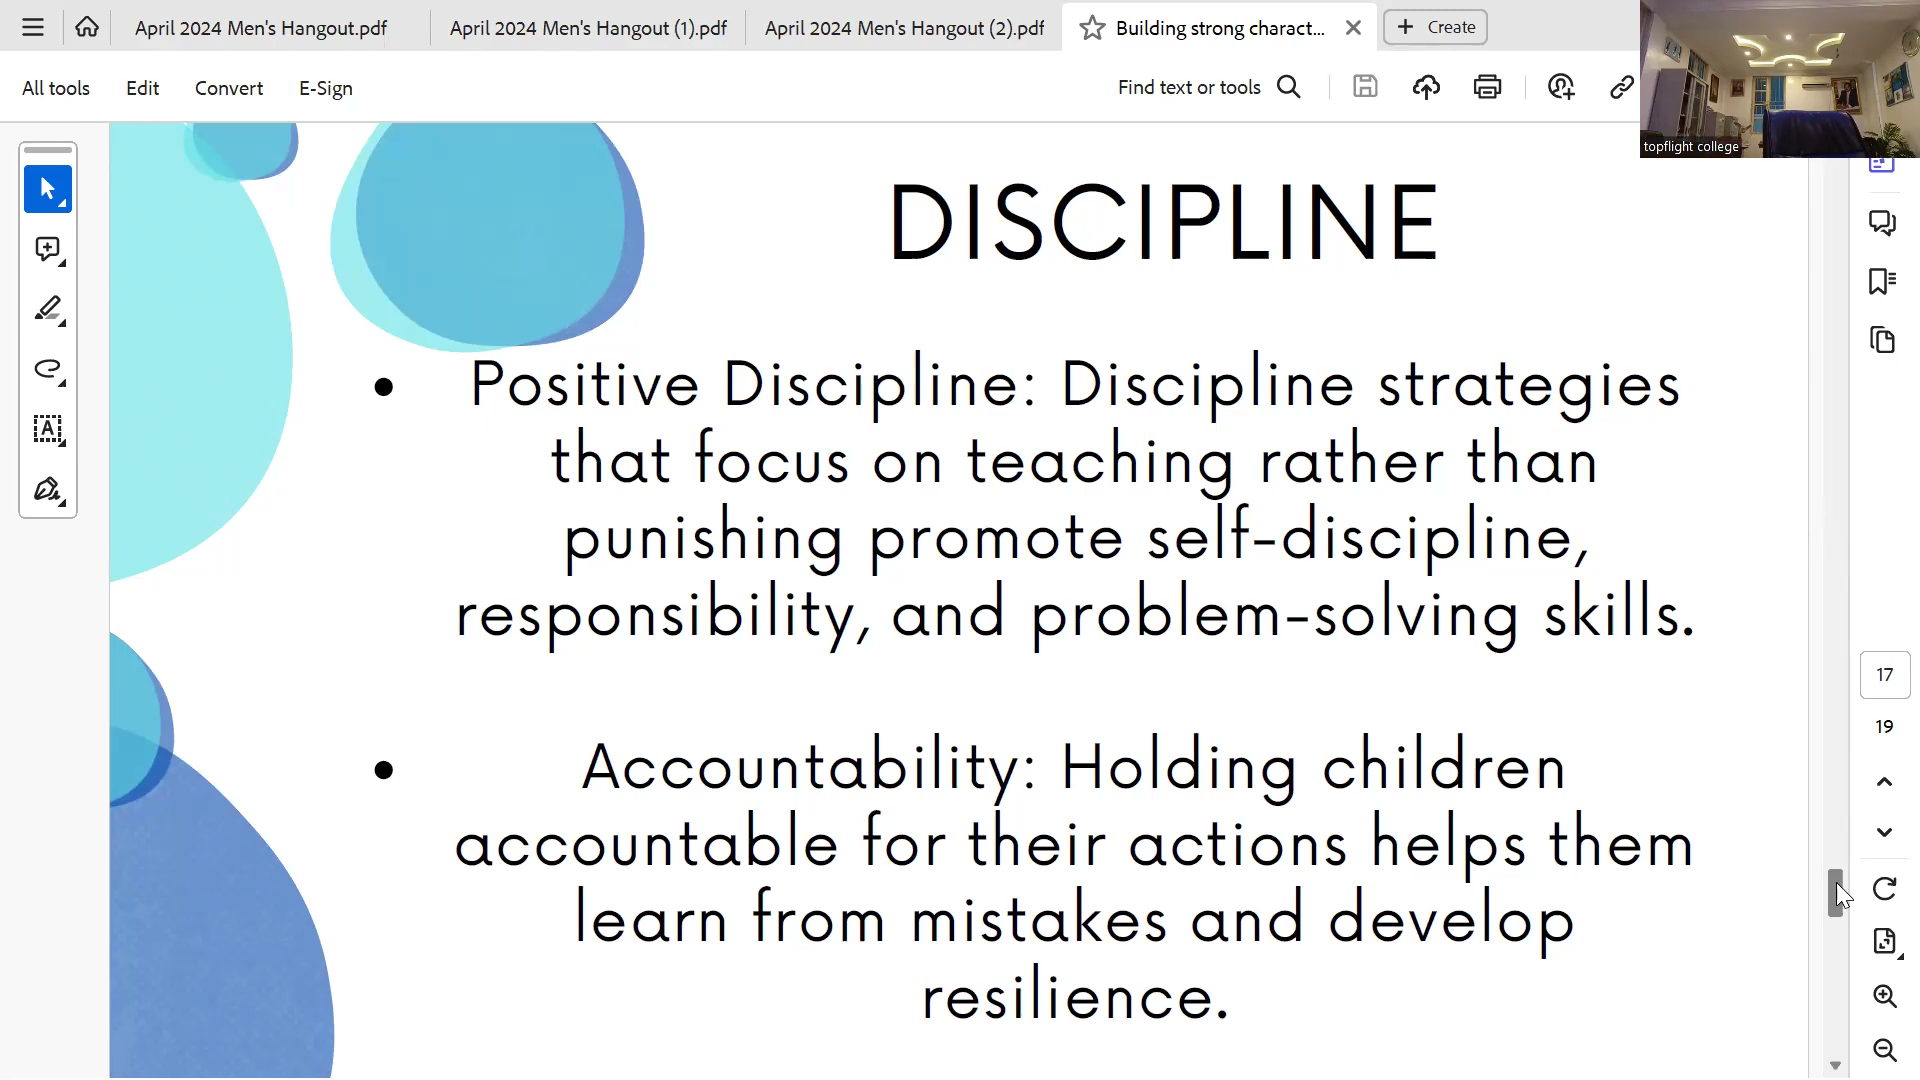 April 2024 Men's Hangout.pdf
April 2024 Men's Hangout (1).pdf
April 2024 Men's Hangout (2).pdf
Building strong charact...
Create
All tools
Edit
Convert
E-Sign
Find text or tools
topflight college
DISCIPLINE
• Positive Discipline: Discipline strategies
that focus on teaching rather than
punishing promote self-discipline,
responsibility, and problem-solving skills.
• Accountability: Holding children
accountable for their actions helps them
learn from mistakes and develop
resilience.
17
19